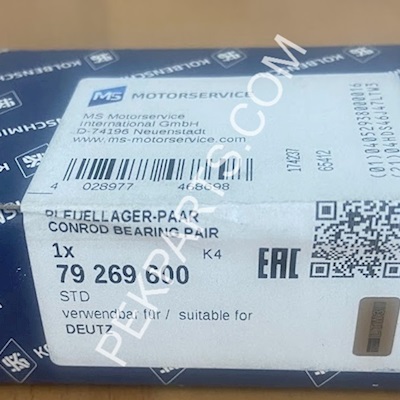 KOLBENSCHMIDT
MS MOTORSERVICE
MS Motorservice
International GmbH
D-74196 Neuenstadt
www.ms-motorservice.com
4 028977 468698
174237
65412
PLEUELLAGER-PAAR
CONROD BEARING PAIR
1x K4
79 269 600
STD
verwendbar für / suitable for
DEUTZ
EAC
PEKPARTS.COM